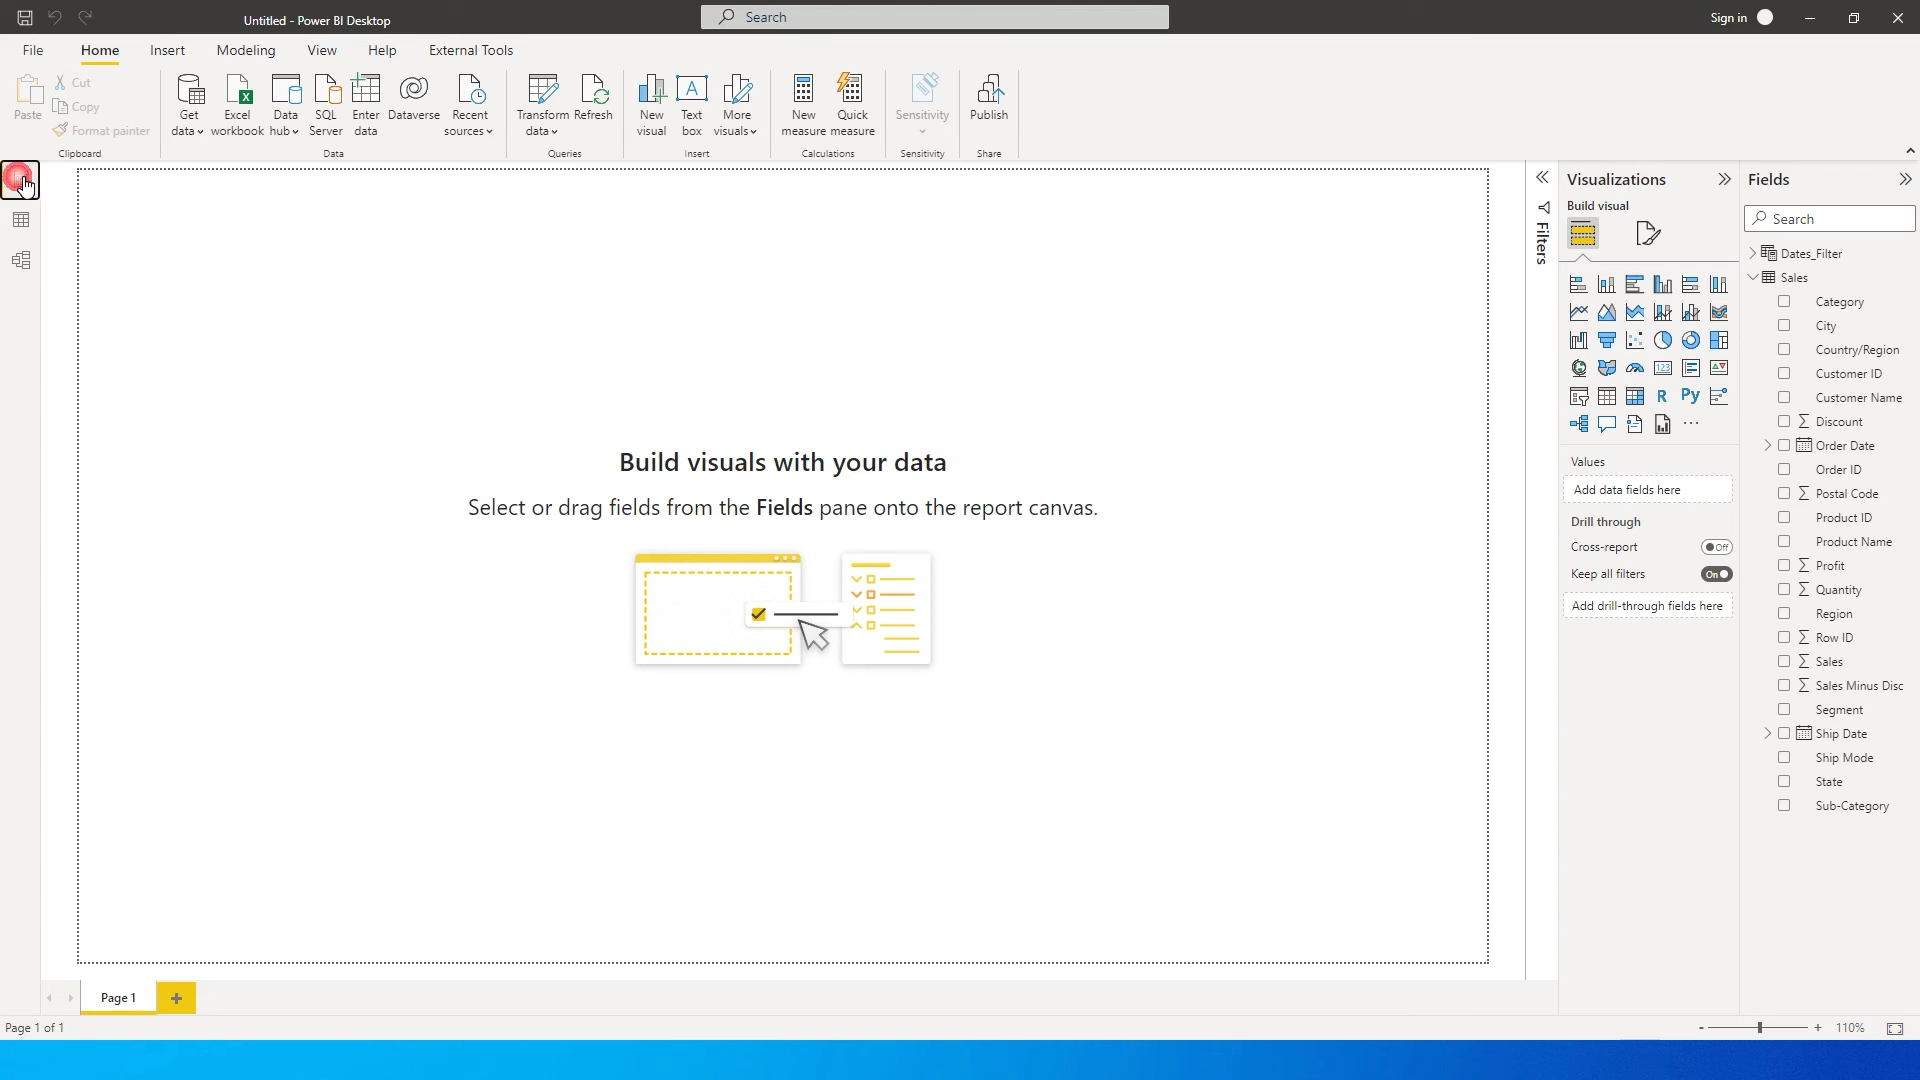 Untitled - Power BI Desktop
Search
Sign in
File
Home
Insert
Modeling
View
Help
External Tools
Paste
Cut
Copy
Format painter
Clipboard
Get data
Excel workbook
Data hub
SQL Server
Enter data
Dataverse
Recent sources
Data
Transform data
Refresh
Queries
New visual
Text box
More visuals
Insert
New measure
Quick measure
Calculations
Sensitivity
Sensitivity
Publish
Share
Build visuals with your data
Select or drag fields from the Fields pane onto the report canvas.
Filters
Visualizations
Build visual
123
R
Py
Values
Add data fields here
Drill through
Cross-report
Off
Keep all filters
On
Add drill-through fields here
Fields
Search
Dates_Filter
Sales
Category
City
Country/Region
Customer ID
Customer Name
Discount
Order Date
Order ID
Postal Code
Product ID
Product Name
Profit
Quantity
Region
Row ID
Sales
Sales Minus Disc
Segment
Ship Date
Ship Mode
State
Sub-Category
Page 1
Page 1 of 1
110%